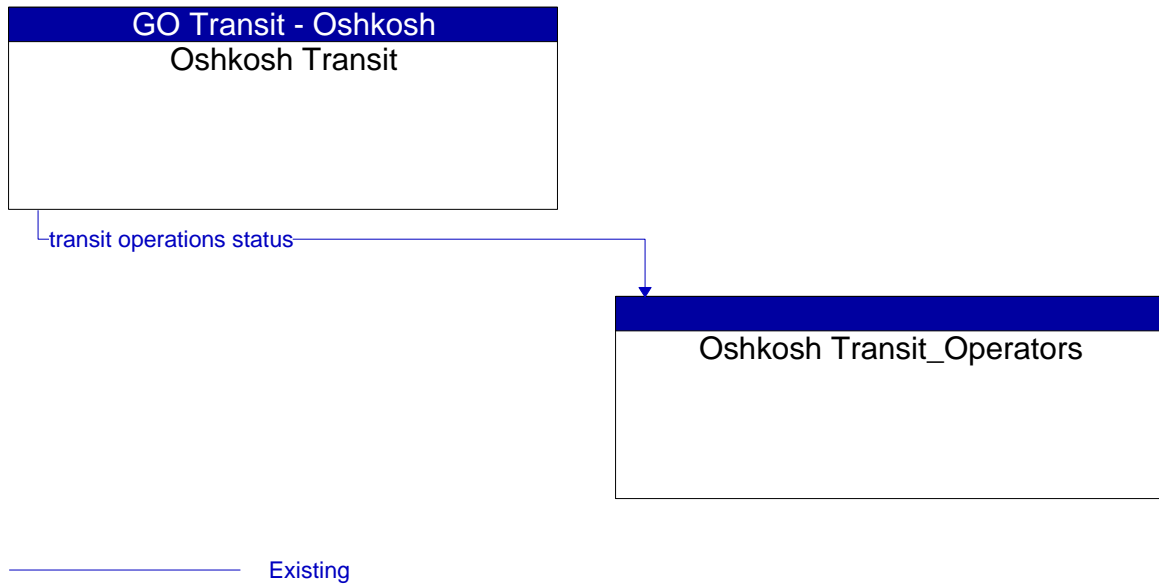 GO Transit - Oshkosh
Oshkosh Transit
transit operations status
Oshkosh Transit_Operators
Existing